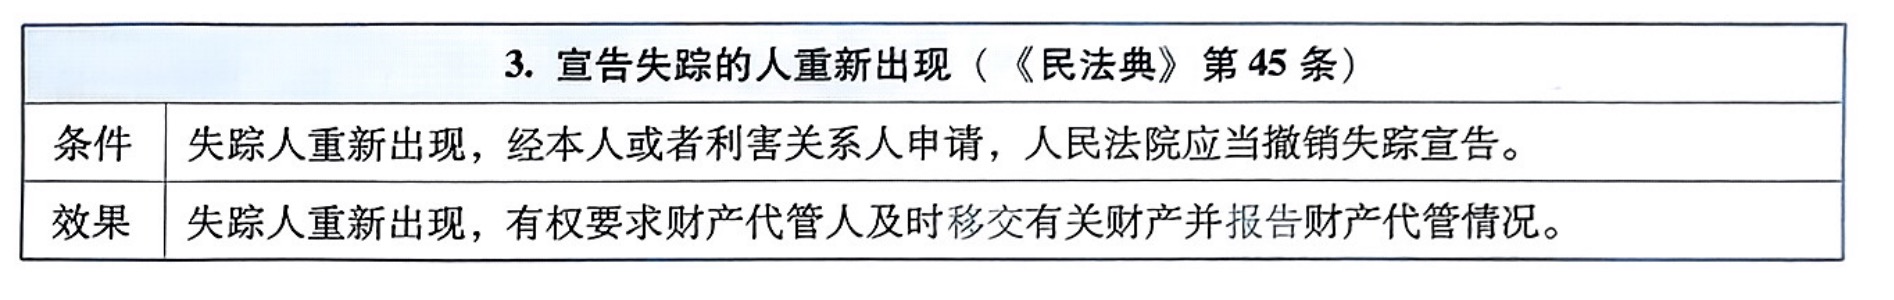 3. 宣告失踪的人重新出现（《民法典》第 45 条）
条件 失踪人重新出现，经本人或者利害关系人申请，人民法院应当撤销失踪宣告。
效果 失踪人重新出现，有权要求财产代管人及时移交有关财产并报告财产代管情况。